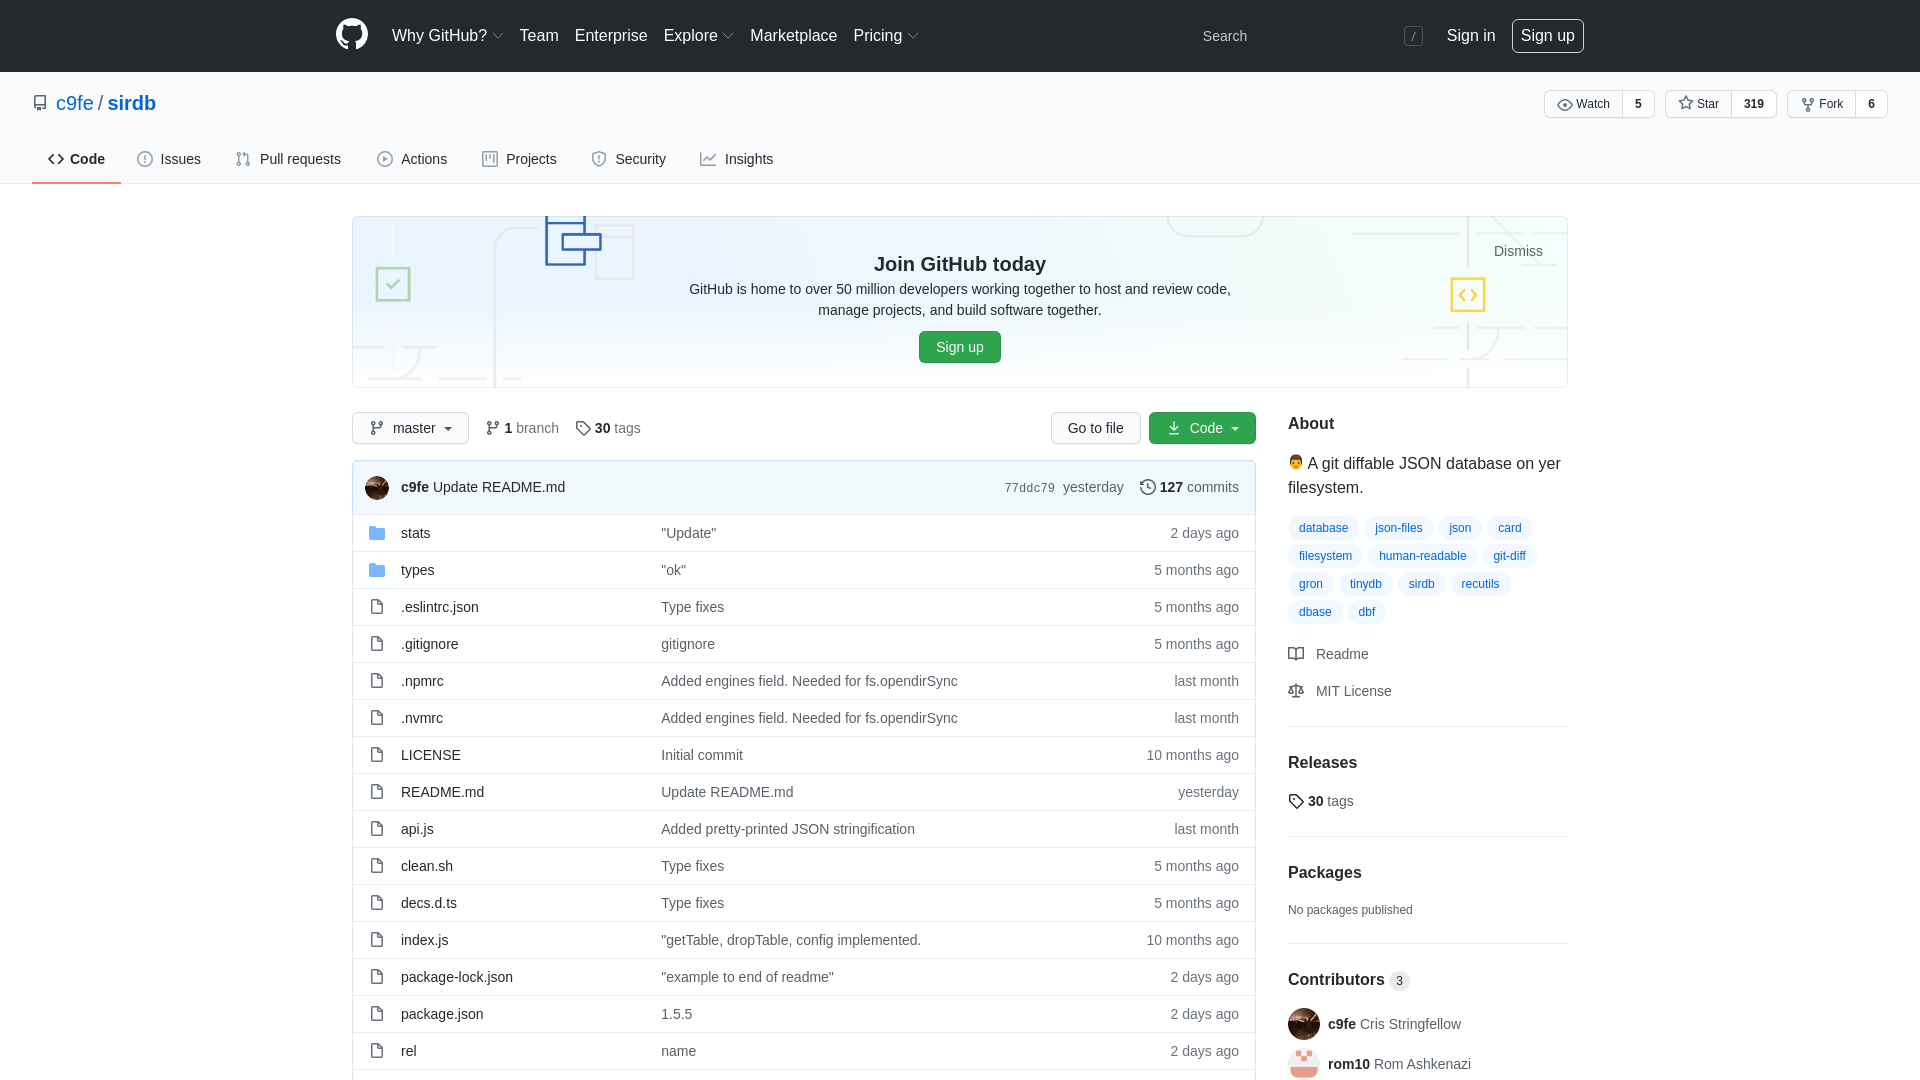 Why GitHub? Team Enterprise Explore Marketplace Pricing Search / Sign in Sign up
c9fe / sirdb Watch 5 Star 319 Fork 6
Code Issues Pull requests Actions Projects Security Insights
Dismiss
Join GitHub today
GitHub is home to over 50 million developers working together to host and review code,
manage projects, and build software together.
Sign up
master 1 branch 30 tags Go to file Code
c9fe Update README.md 77ddc79 yesterday 127 commits
stats "Update" 2 days ago
types "ok" 5 months ago
.eslintrc.json Type fixes 5 months ago
.gitignore gitignore 5 months ago
.npmrc Added engines field. Needed for fs.opendirSync last month
.nvmrc Added engines field. Needed for fs.opendirSync last month
LICENSE Initial commit 10 months ago
README.md Update README.md yesterday
api.js Added pretty-printed JSON stringification last month
clean.sh Type fixes 5 months ago
decs.d.ts Type fixes 5 months ago
index.js "getTable, dropTable, config implemented. 10 months ago
package-lock.json "example to end of readme" 2 days ago
package.json 1.5.5 2 days ago
rel name 2 days ago
About
A git diffable JSON database on yer
filesystem.
database json-files json card
filesystem human-readable git-diff
gron tinydb sirdb recutils
dbase dbf
Readme
MIT License
Releases
30 tags
Packages
No packages published
Contributors 3
c9fe Cris Stringfellow
rom10 Rom Ashkenazi